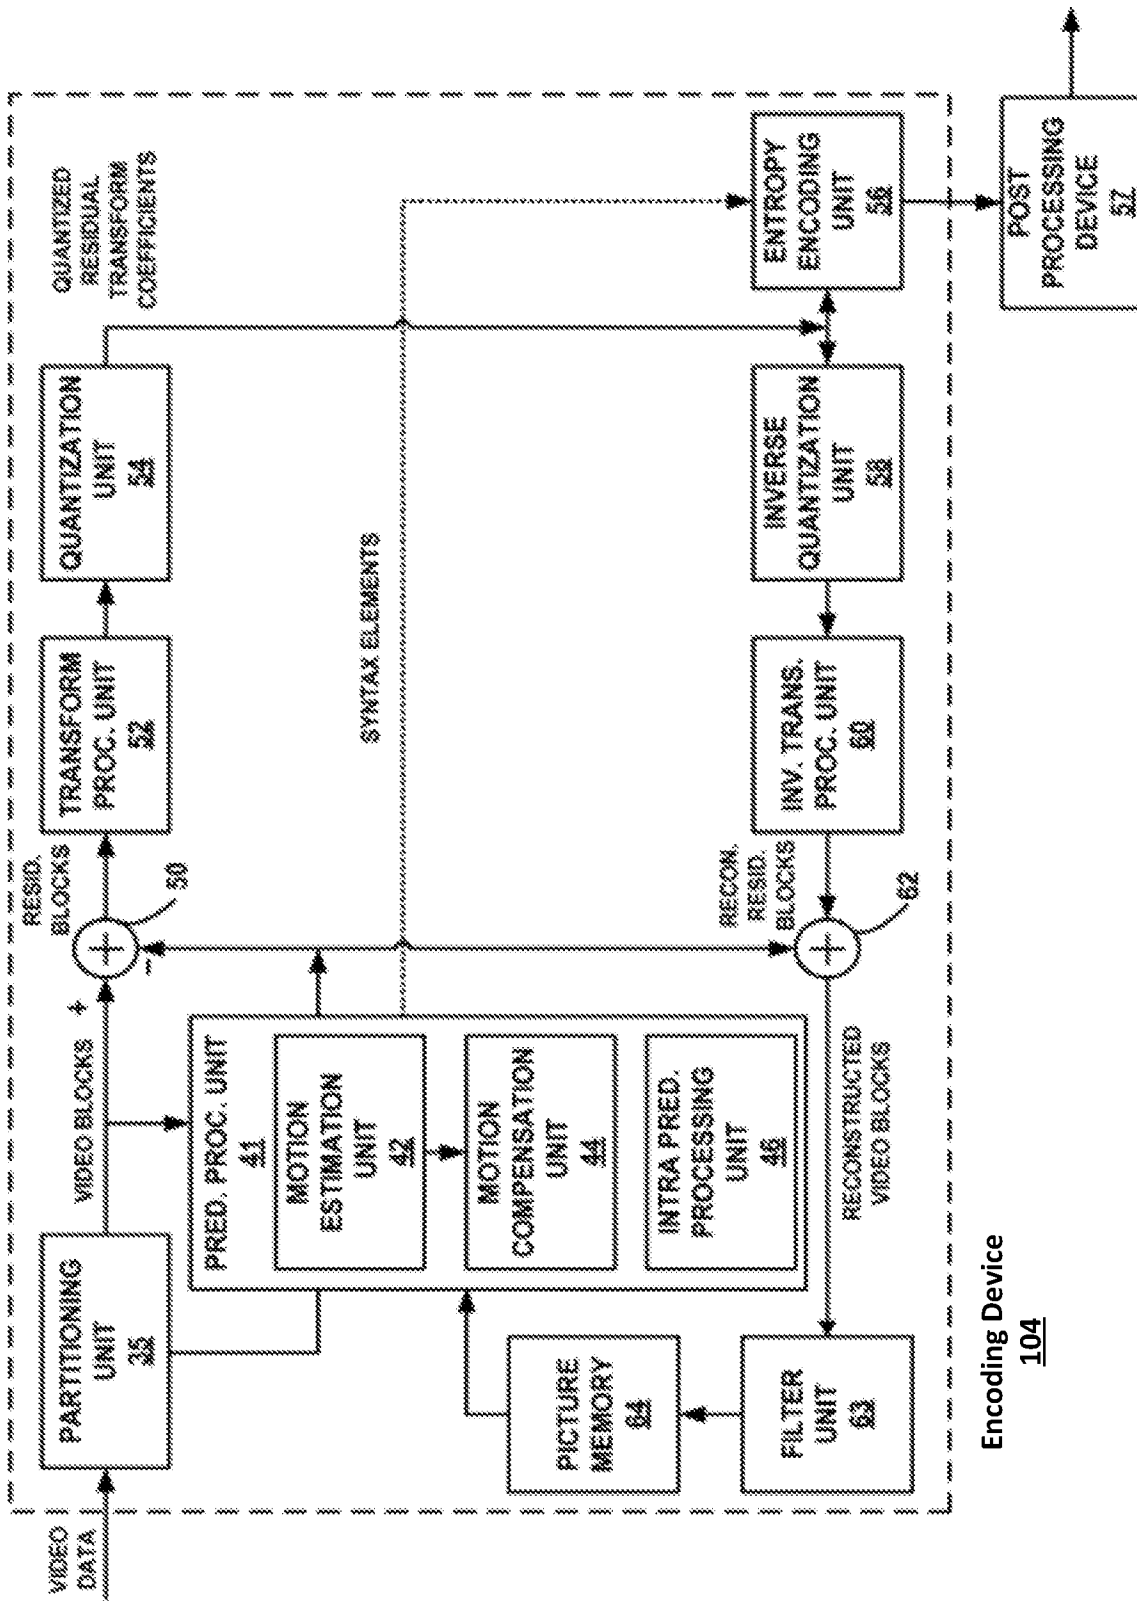 VIDEO
DATA
PARTITIONING
UNIT
35
VIDEO BLOCKS
+
-
50
RESID.
BLOCKS
TRANSFORM
PROC. UNIT
52
QUANTIZATION
UNIT
54
QUANTIZED
RESIDUAL
TRANSFORM
COEFFICIENTS
PRED. PROC. UNIT
41
MOTION
ESTIMATION
UNIT
42
MOTION
COMPENSATION
UNIT
44
INTRA PRED.
PROCESSING
UNIT
46
SYNTAX ELEMENTS
PICTURE
MEMORY
64
FILTER
UNIT
63
RECONSTRUCTED
VIDEO BLOCKS
62
RECON.
RESID.
BLOCKS
INV. TRANS.
PROC. UNIT
60
INVERSE
QUANTIZATION
UNIT
58
ENTROPY
ENCODING
UNIT
56
POST
PROCESSING
DEVICE
57
Encoding Device
104